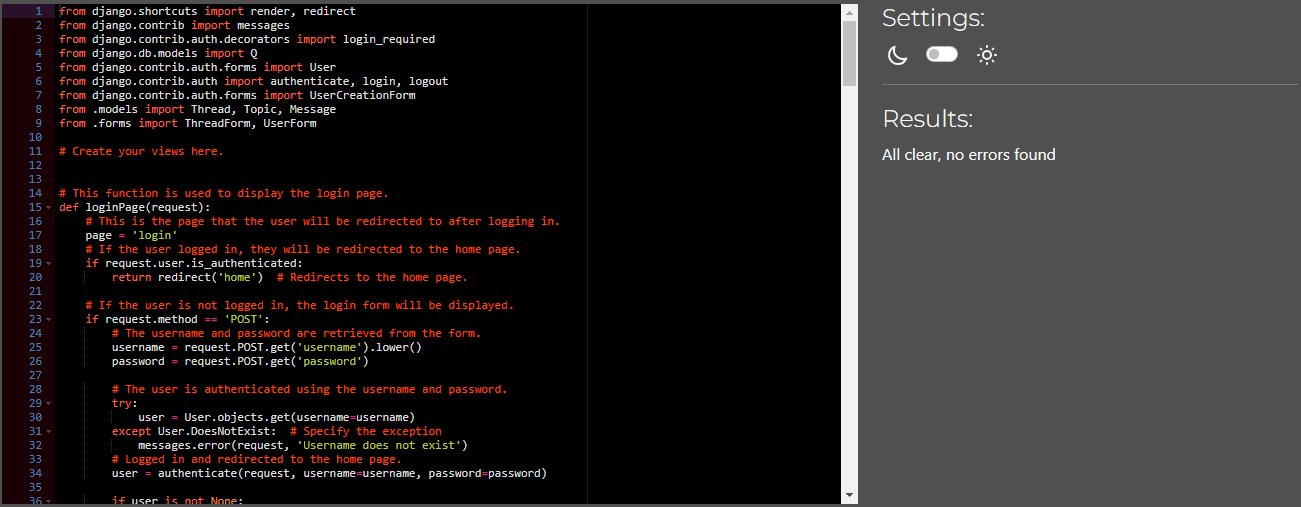 1 from django.shortcuts import render, redirect
2 from django.contrib import messages
3 from django.contrib.auth.decorators import login_required
4 from django.db.models import Q
5 from django.contrib.auth.forms import User
6 from django.contrib.auth import authenticate, login, logout
7 from django.contrib.auth.forms import UserCreationForm
8 from .models import Thread, Topic, Message
9 from .forms import ThreadForm, UserForm
10
11 # Create your views here.
12
13
14 # This function is used to display the login page.
15 def loginPage(request):
16     # This is the page that the user will be redirected to after logging in.
17     page = 'login'
18     # If the user logged in, they will be redirected to the home page.
19     if request.user.is_authenticated:
20         return redirect('home')  # Redirects to the home page.
21
22     # If the user is not logged in, the login form will be displayed.
23     if request.method == 'POST':
24         # The username and password are retrieved from the form.
25         username = request.POST.get('username').lower()
26         password = request.POST.get('password')
27
28         # The user is authenticated using the username and password.
29         try:
30             user = User.objects.get(username=username)
31         except User.DoesNotExist:  # Specify the exception
32             messages.error(request, 'Username does not exist')
33         # Logged in and redirected to the home page.
34         user = authenticate(request, username=username, password=password)
35
36         if user is not None:
Settings:
Results:
All clear, no errors found